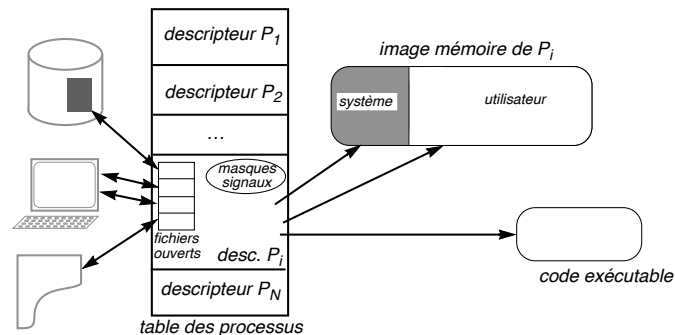 descripteur P1
descripteur P2
...
masques
signaux
fichiers
ouverts
desc. Pi
descripteur PN
table des processus
image mémoire de Pi
système
utilisateur
code exécutable